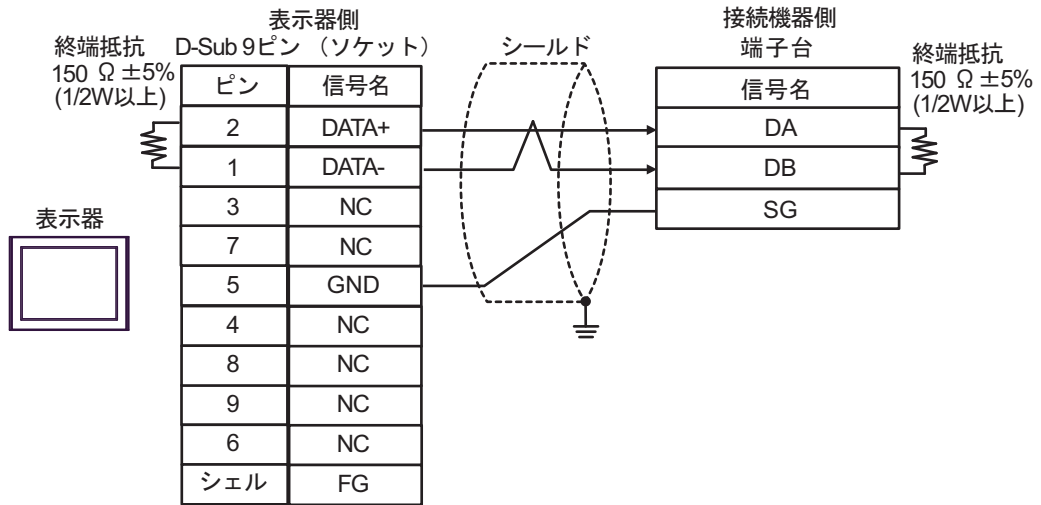 表示器側
接続機器側
終端抵抗
150 Ω ±5%
(1/2W以上)
D-Sub 9ピン （ソケット）
シールド
端子台
終端抵抗
150 Ω ±5%
(1/2W以上)
ピン 信号名
2 DATA+
1 DATA-
3 NC
7 NC
5 GND
4 NC
8 NC
9 NC
6 NC
シェル FG
信号名
DA
DB
SG
表示器